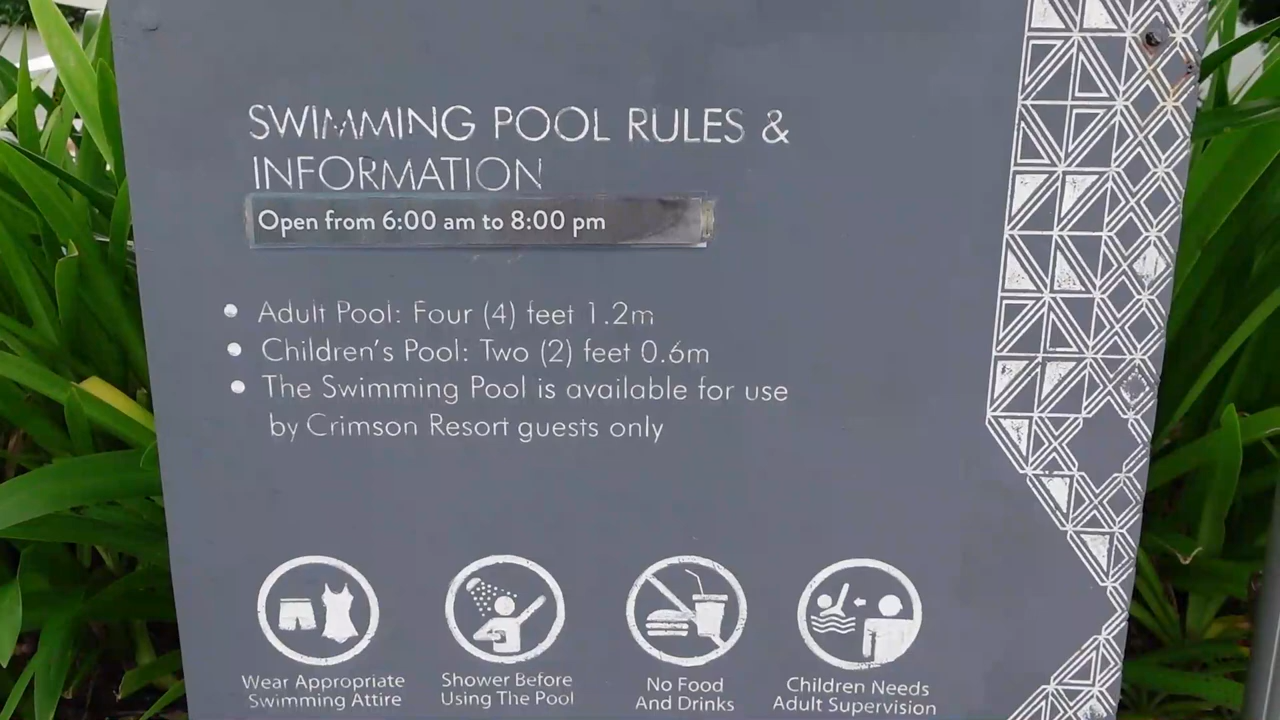 SWIMMING POOL RULES &
INFORMATION
Open from 6:00 am to 8:00 pm
• Adult Pool: Four (4) feet 1.2m
• Children's Pool: Two (2) feet 0.6m
• The Swimming Pool is available for use
by Crimson Resort guests only
Wear Appropriate
Swimming Attire
Shower Before
Using The Pool
No Food
And Drinks
Children Needs
Adult Supervision